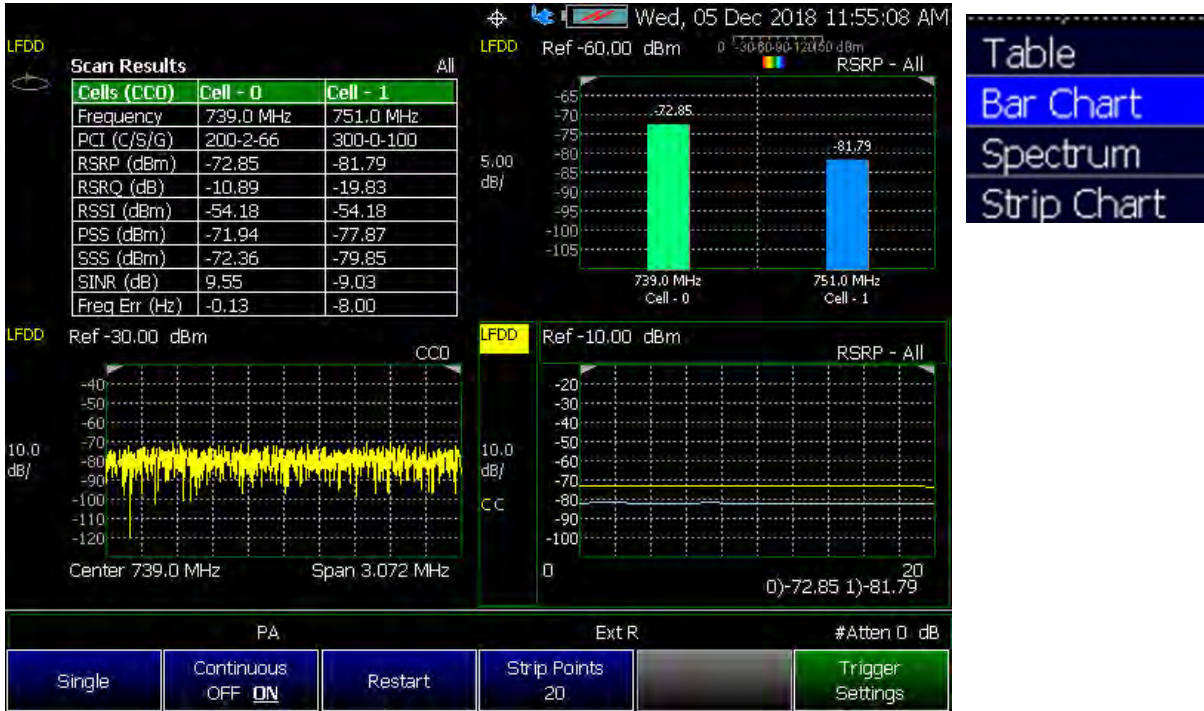 Wed, 05 Dec 2018 11:55:08 AM
LFDD
Scan Results All
Cells (CC0) Cell - 0 Cell - 1
Frequency 739.0 MHz 751.0 MHz
PCI (C/S/G) 200-2-66 300-0-100
RSRP (dBm) -72.85 -81.79
RSRQ (dB) -10.89 -19.83
RSSI (dBm) -54.18 -54.18
PSS (dBm) -71.94 -77.87
SSS (dBm) -72.36 -79.85
SINR (dB) 9.55 -9.03
Freq Err (Hz) -0.13 -8.00
LFDD Ref -60.00 dBm 0 -30-60-90-120 dBm
RSRP - All
-65
-70
-75
-80
-85
-90
-95
-100
-105
5.00
dB/
-72.85
-81.79
739.0 MHz 751.0 MHz
Cell - 0 Cell - 1
LFDD Ref -30.00 dBm
CC0
-40
-50
-60
-70
-80
-90
-100
-110
-120
10.0
dB/
Center 739.0 MHz Span 3.072 MHz
LFDD Ref -10.00 dBm
RSRP - All
-20
-30
-40
-50
-60
-70
-80
-90
-100
10.0
dB/
CC
0 20
0)-72.85 1)-81.79
PA Ext R #Atten 0 dB
Single
Continuous
OFF ON
Restart
Strip Points
20
Trigger
Settings
Table
Bar Chart
Spectrum
Strip Chart